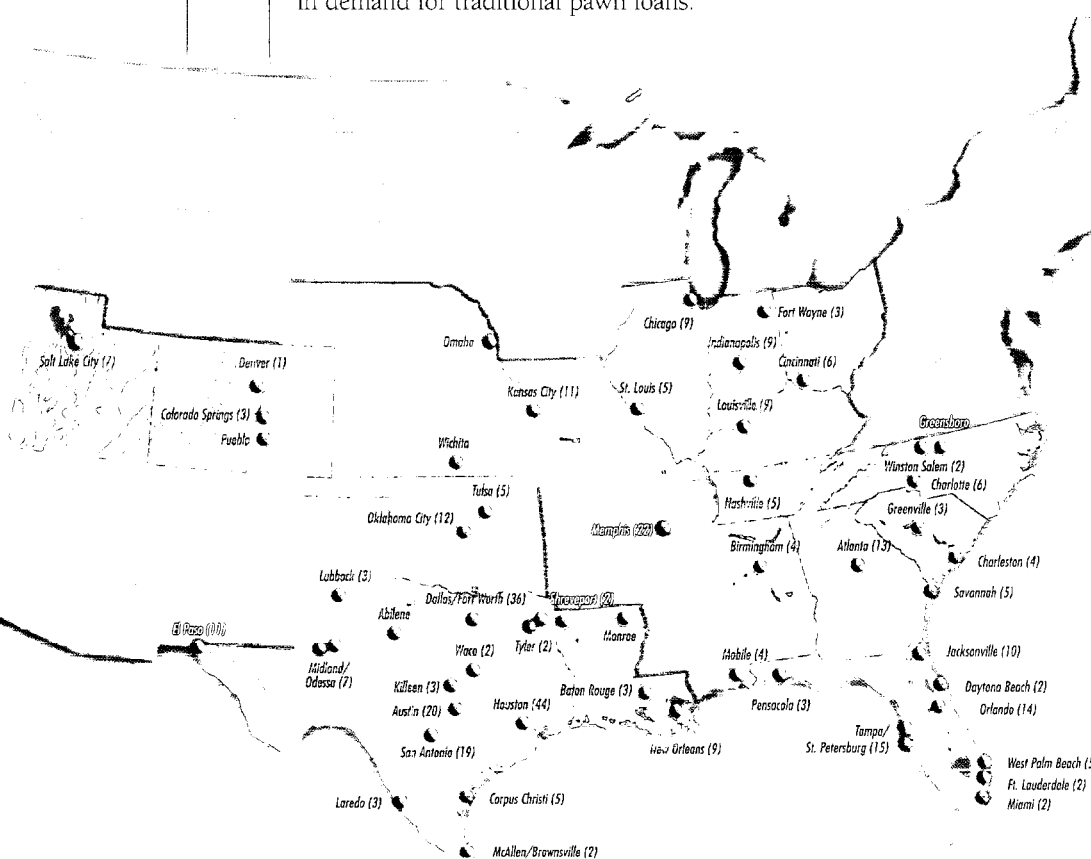 in demand for traditional pawn loans.
Chicago (9)
Fort Wayne (3)
Omaha
Indianapolis (9)
Salt Lake City (7)
Denver (1)
Cincinnati (6)
Kansas City (11)
St. Louis (5)
Louisville (9)
Colorado Springs (3)
Pueblo
Greensboro
Wichita
Winston Salem (2)
Charlotte (6)
Tulsa (5)
Nashville (5)
Greenville (3)
Oklahoma City (12)
Memphis (22)
Birmingham (4)
Atlanta (13)
Charleston (4)
Lubbock (3)
Savannah (5)
Dallas/Fort Worth (36)
Shreveport (2)
Abilene
El Paso (11)
Tyler (2)
Monroe
Waco (2)
Mobile (4)
Jacksonville (10)
Midland/
Odessa (7)
Killeen (3)
Baton Rouge (3)
Daytona Beach (2)
Austin (20)
Houston (44)
Pensacola (3)
Orlando (14)
Tampa/
St. Petersburg (15)
San Antonio (19)
New Orleans (9)
West Palm Beach
Ft. Lauderdale (2)
Laredo (3)
Corpus Christi (5)
Miami (2)
McAllen/Brownsville (2)